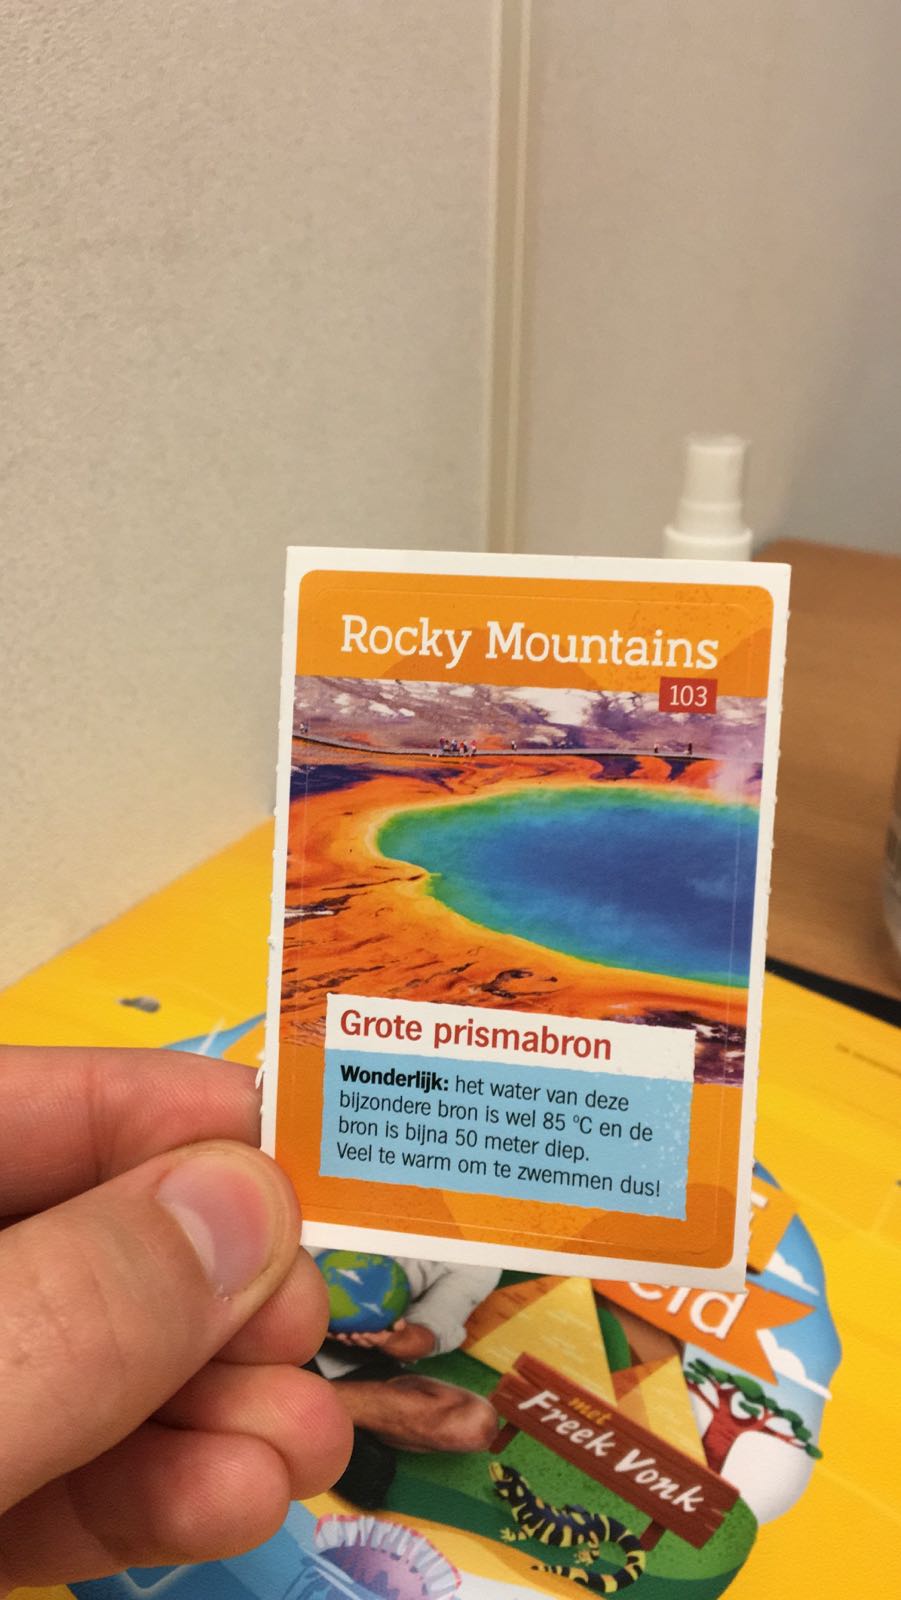 Rocky Mountains
103
Grote prismabron
Wonderlijk: het water van deze
bijzondere bron is wel 85 °C en de
bron is bijna 50 meter diep.
Veel te warm om te zwemmen dus!
met
Freek Vonk